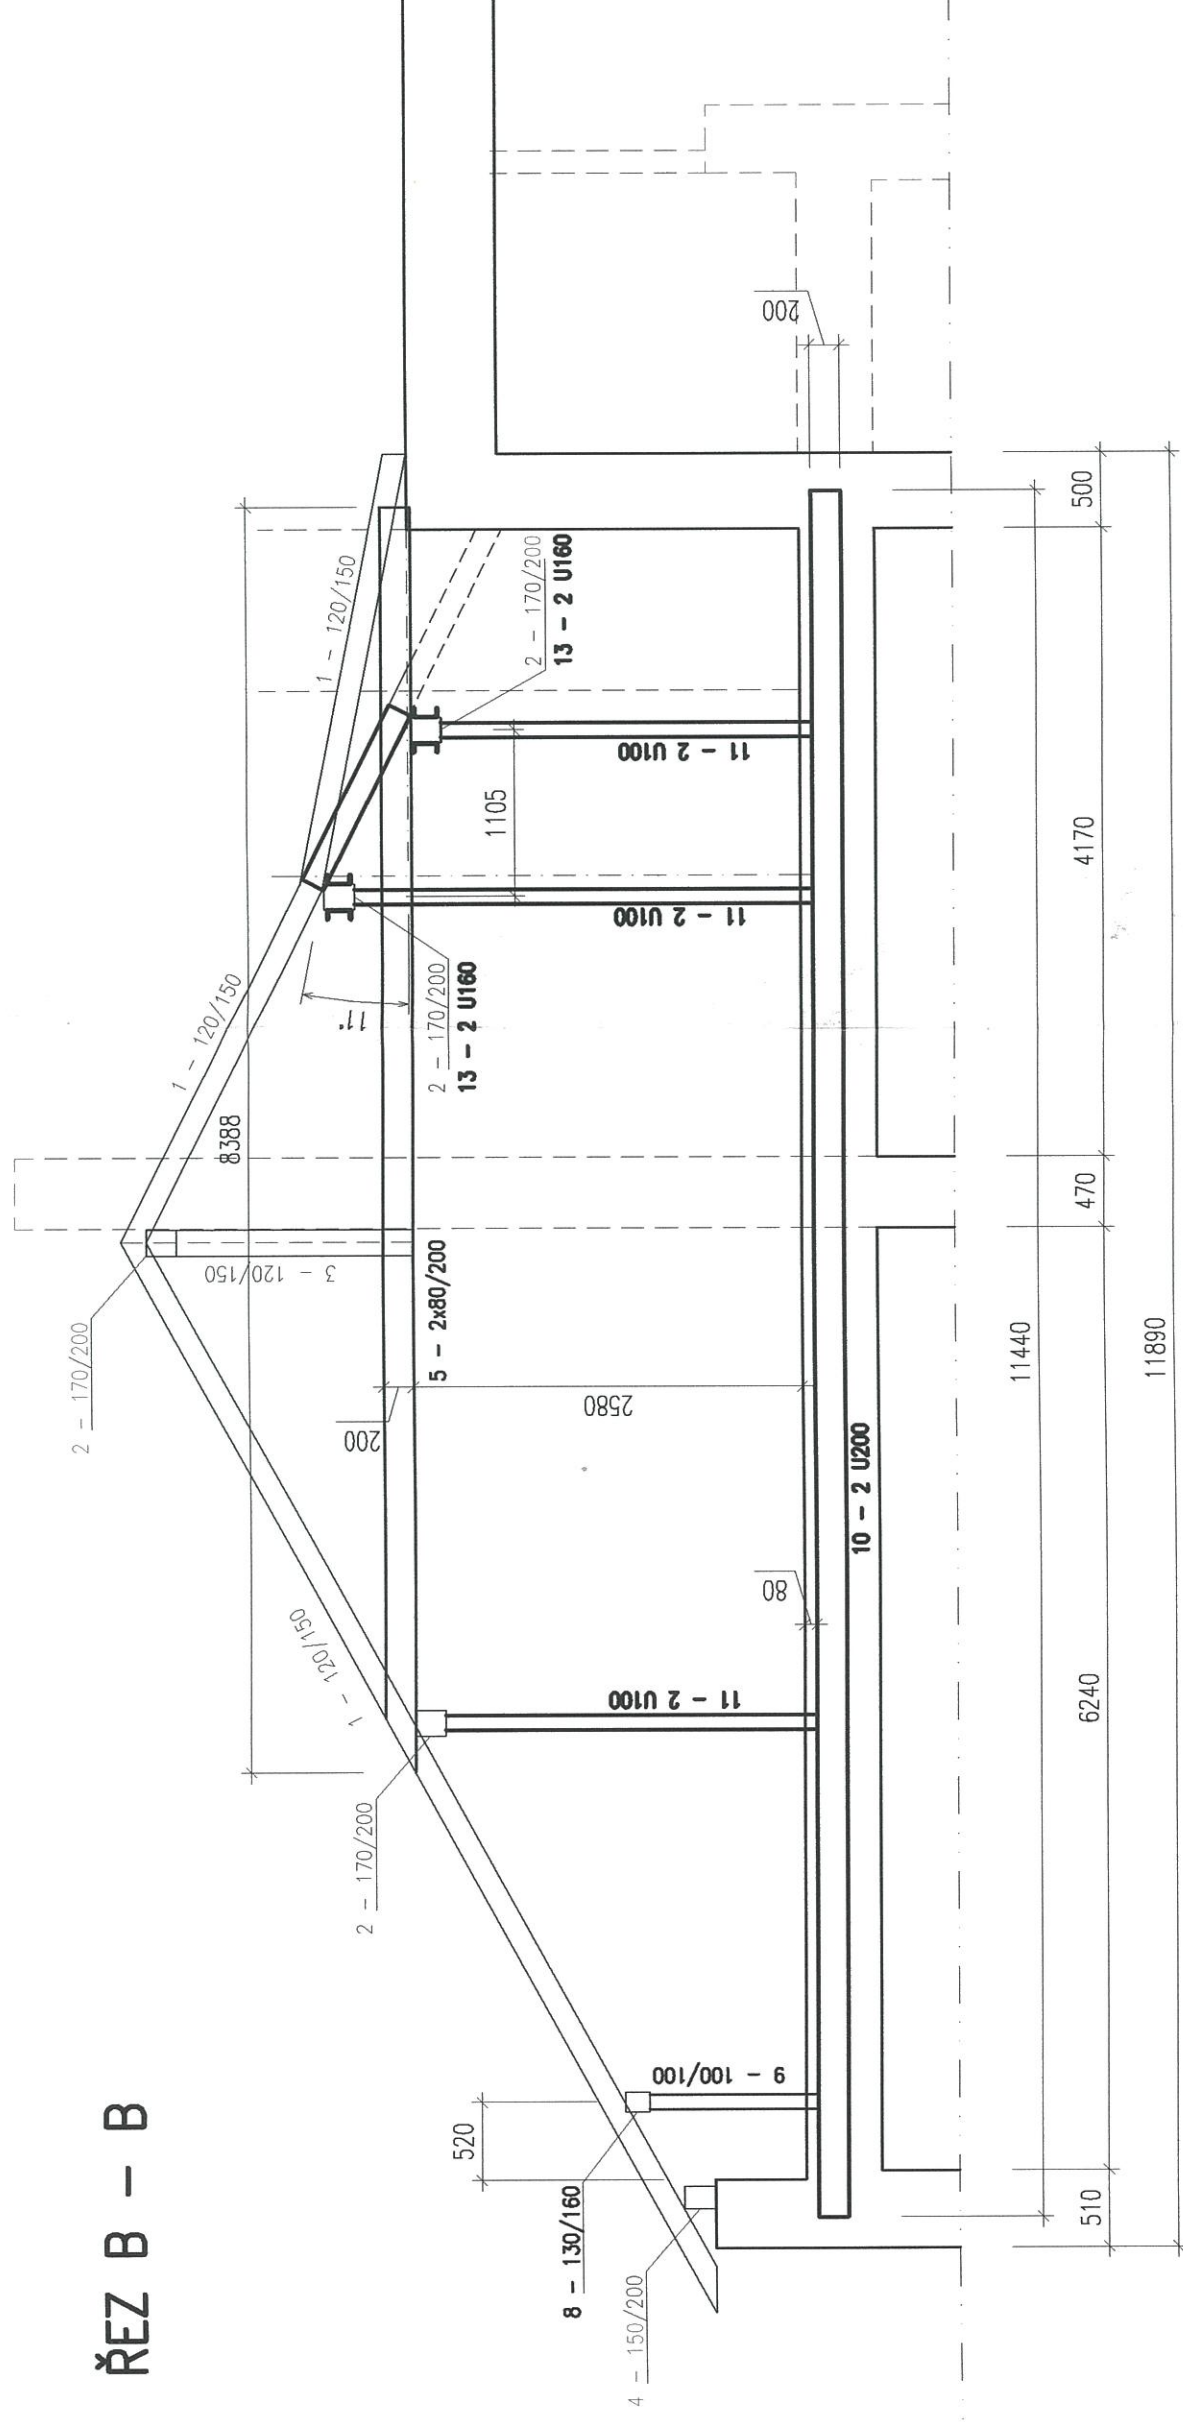 ŘEZ B – B
2 – 170/200
1 – 120/150
8388
3 – 120/150
1 – 120/150
1 – 120/150
2 – 170/200
200
5 – 2x80/200
2580
11°
2 – 170/200
13 – 2 U160
2 – 170/200
13 – 2 U160
1105
11 – 2 U100
11 – 2 U100
11 – 2 U100
200
80
520
9 – 100/100
8 – 130/160
4 – 150/200
10 – 2 U200
11440
510
6240
470
4170
500
11890